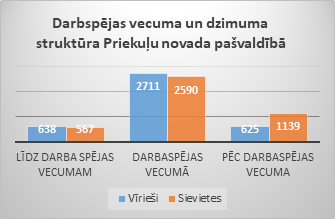 Darbspējas vecuma un dzimuma
struktūra Priekuļu novada pašvaldībā
638
567
2711
2590
625
1139
LĪDZ DARBA SPĒJAS
VECUMAM
DARBASPĒJAS
VECUMĀ
PĒC DARBASPĒJAS
VECUMA
Vīrieši
Sievietes